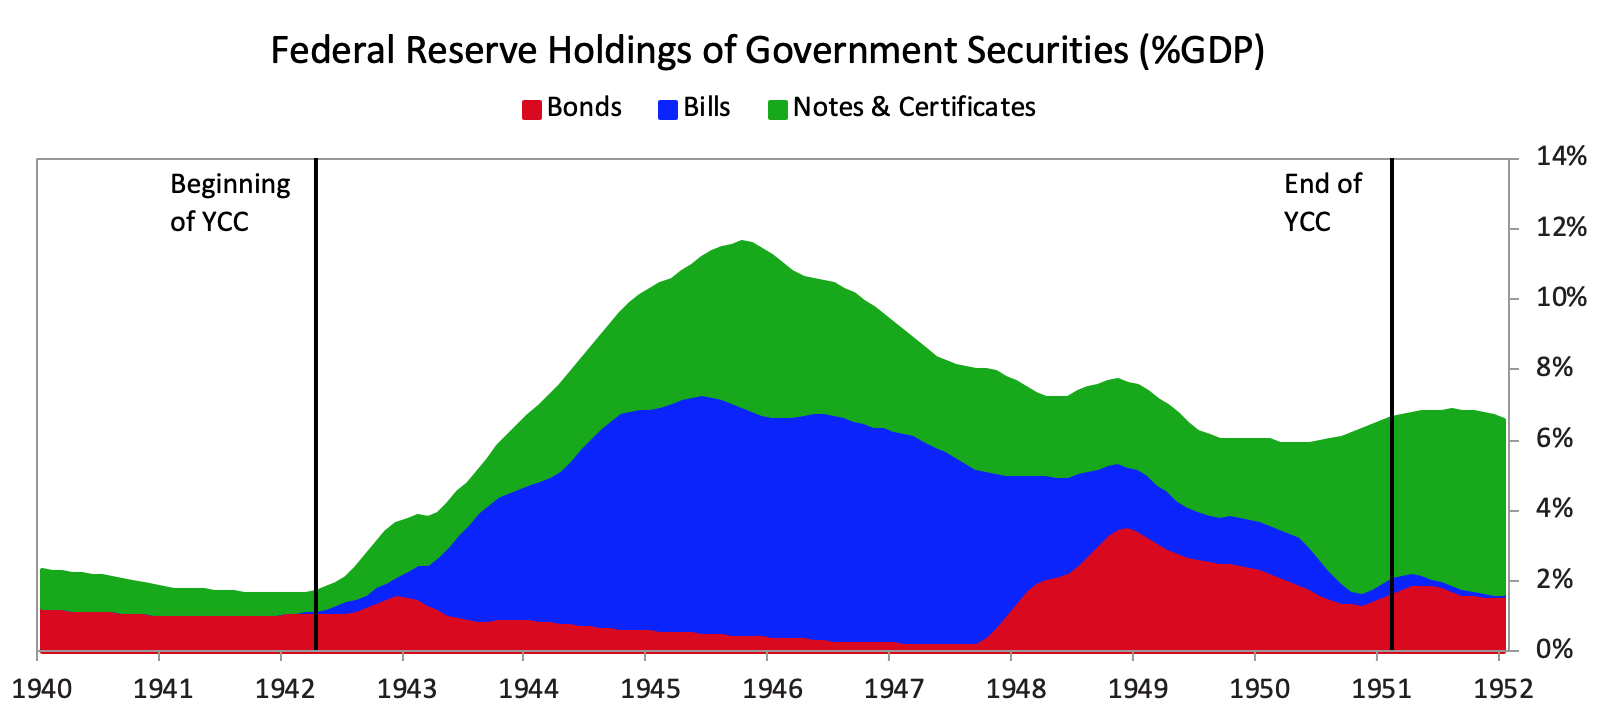 Federal Reserve Holdings of Government Securities (%GDP)
Bonds Bills Notes & Certificates
Beginning
of YCC
End of
YCC
14%
12%
10%
8%
6%
4%
2%
0%
1940 1941 1942 1943 1944 1945 1946 1947 1948 1949 1950 1951 1952